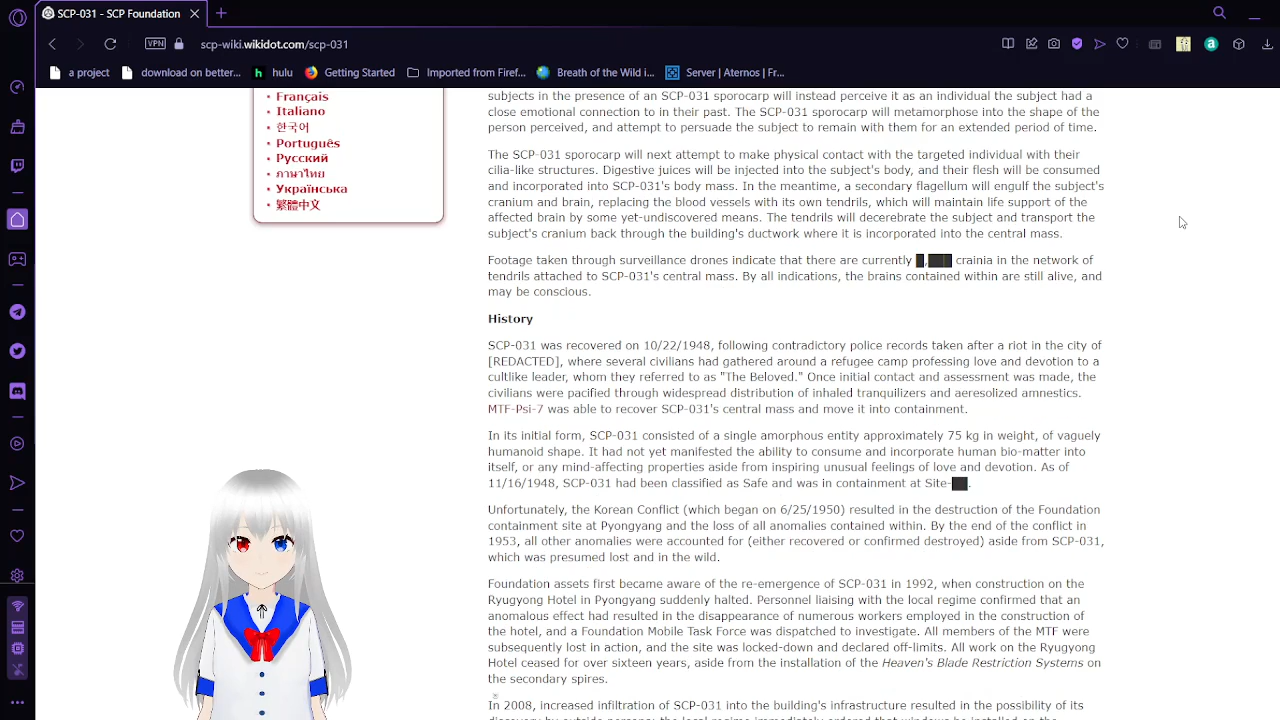 SCP-031 - SCP Foundation
VPN
scp-wiki.wikidot.com/scp-031
a project
download on better...
hulu
Getting Started
Imported from Firef...
Breath of the Wild i...
Server | Aternos | Fr...
Français
Italiano
한국어
Português
Русский
ภาษาไทย
Українська
繁體中文
subjects in the presence of an SCP-031 sporocarp will instead perceive it as an individual the subject had a
close emotional connection to in their past. The SCP-031 sporocarp will metamorphose into the shape of the
person perceived, and attempt to persuade the subject to remain with them for an extended period of time.
The SCP-031 sporocarp will next attempt to make physical contact with the targeted individual with their
cilia-like structures. Digestive juices will be injected into the subject's body, and their flesh will be consumed
and incorporated into SCP-031's body mass. In the meantime, a secondary flagellum will engulf the subject's
cranium and brain, replacing the blood vessels with its own tendrils, which will maintain life support of the
affected brain by some yet-undiscovered means. The tendrils will decerebrate the subject and transport the
subject's cranium back through the building's ductwork where it is incorporated into the central mass.
Footage taken through surveillance drones indicate that there are currently █,███ crainia in the network of
tendrils attached to SCP-031's central mass. By all indications, the brains contained within are still alive, and
may be conscious.
History
SCP-031 was recovered on 10/22/1948, following contradictory police records taken after a riot in the city of
[REDACTED], where several civilians had gathered around a refugee camp professing love and devotion to a
cultlike leader, whom they referred to as "The Beloved." Once initial contact and assessment was made, the
civilians were pacified through widespread distribution of inhaled tranquilizers and aeresolized amnestics.
MTF-Psi-7 was able to recover SCP-031's central mass and move it into containment.
In its initial form, SCP-031 consisted of a single amorphous entity approximately 75 kg in weight, of vaguely
humanoid shape. It had not yet manifested the ability to consume and incorporate human bio-matter into
itself, or any mind-affecting properties aside from inspiring unusual feelings of love and devotion. As of
11/16/1948, SCP-031 had been classified as Safe and was in containment at Site-██.
Unfortunately, the Korean Conflict (which began on 6/25/1950) resulted in the destruction of the Foundation
containment site at Pyongyang and the loss of all anomalies contained within. By the end of the conflict in
1953, all other anomalies were accounted for (either recovered or confirmed destroyed) aside from SCP-031,
which was presumed lost and in the wild.
Foundation assets first became aware of the re-emergence of SCP-031 in 1992, when construction on the
Ryugyong Hotel in Pyongyang suddenly halted. Personnel liaising with the local regime confirmed that an
anomalous effect had resulted in the disappearance of numerous workers employed in the construction of
the hotel, and a Foundation Mobile Task Force was dispatched to investigate. All members of the MTF were
subsequently lost in action, and the site was locked-down and declared off-limits. All work on the Ryugyong
Hotel ceased for over sixteen years, aside from the installation of the Heaven's Blade Restriction Systems on
the secondary spires.
In 2008, increased infiltration of SCP-031 into the building's infrastructure resulted in the possibility of its